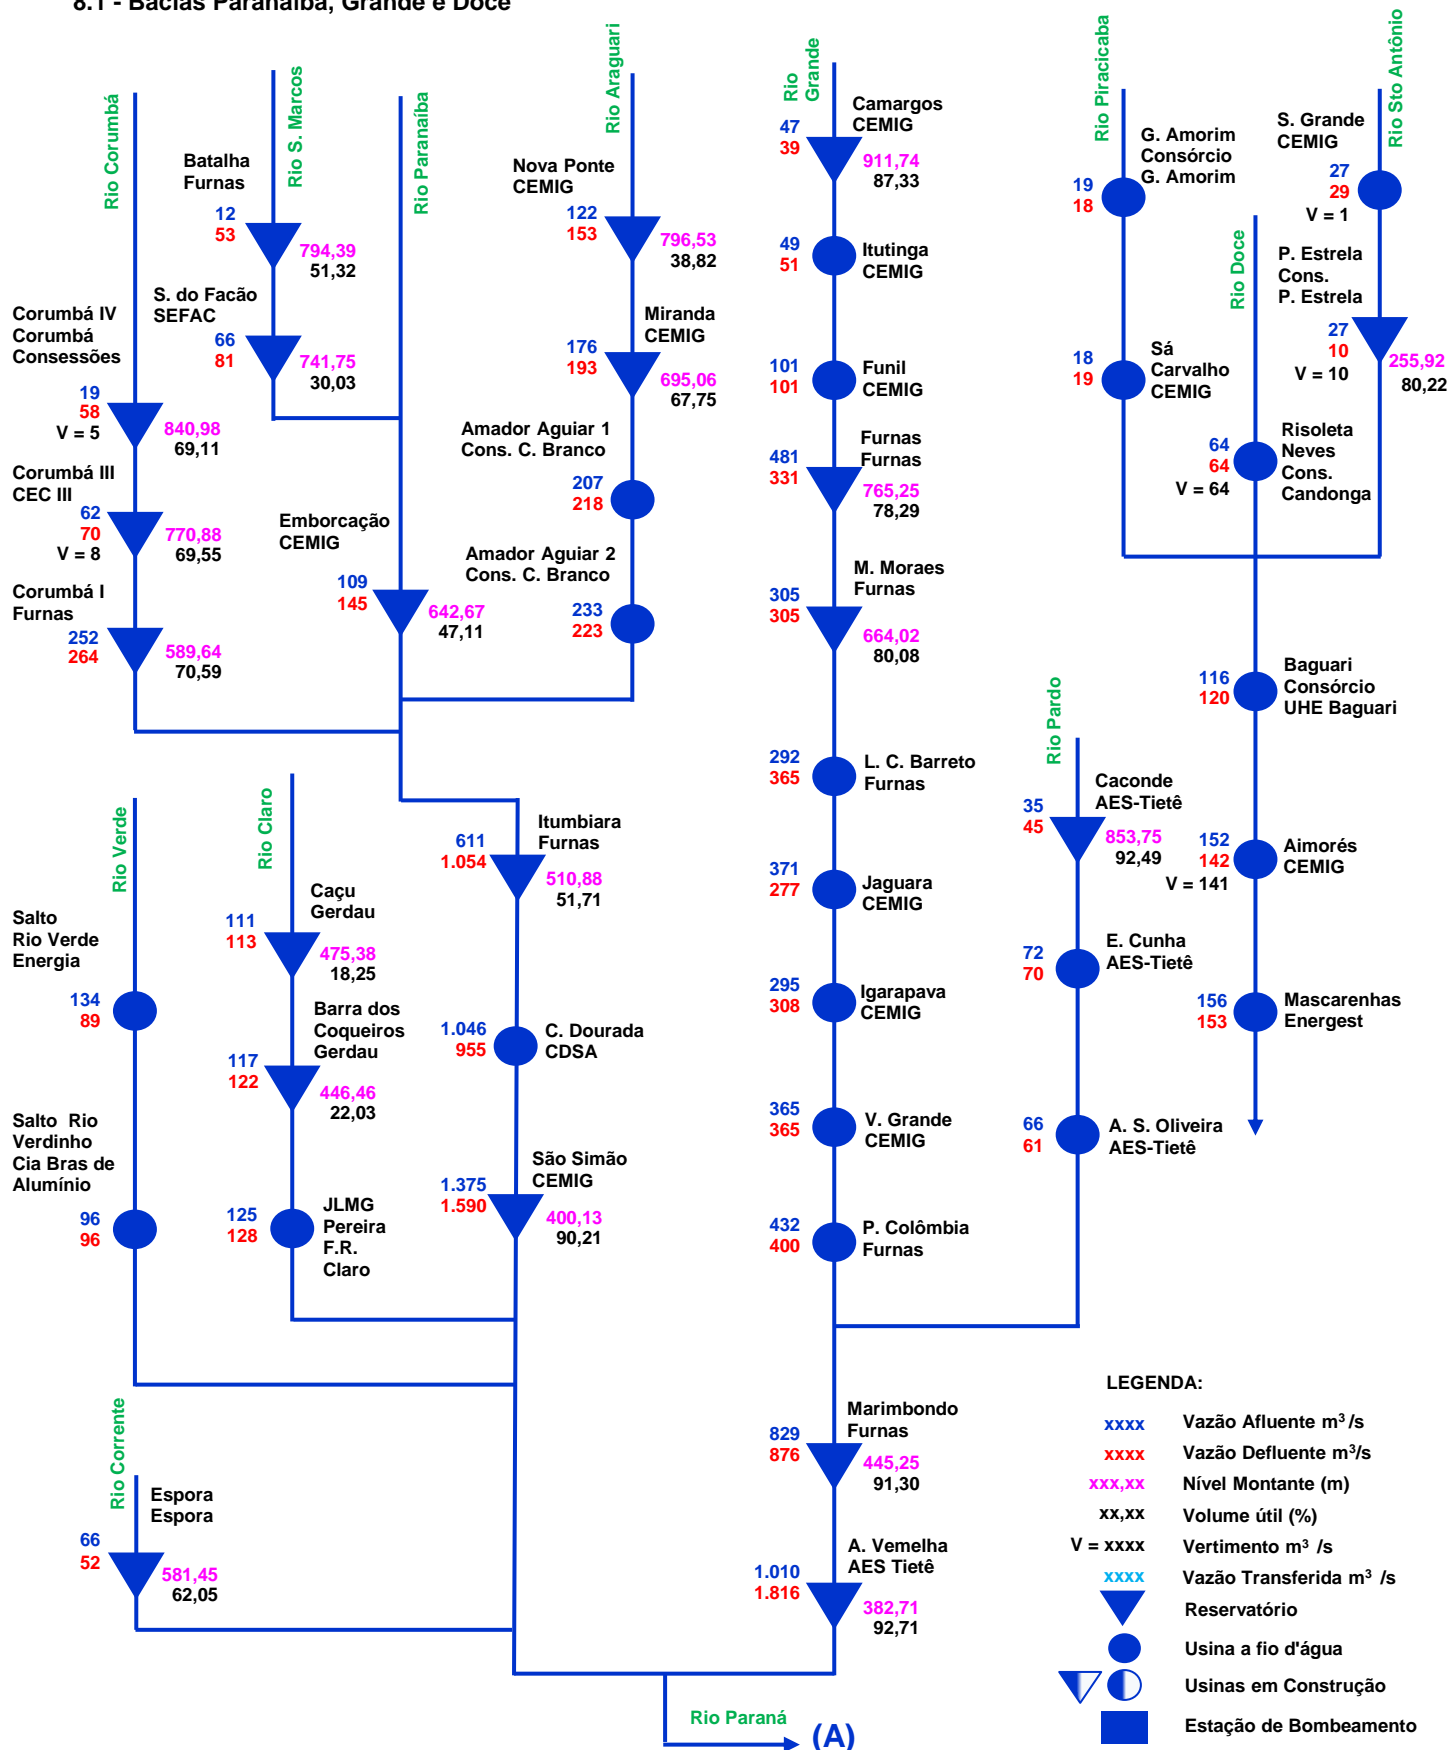 8.1 - Bacias Paranaíba, Grande e Doce
Rio Corumbá
Rio S. Marcos
Rio Paranaíba
Rio Araguari
Rio
Grande
Rio Piracicaba
Rio Doce
Rio Sto Antônio
Corumbá IV
Corumbá
Consessões
19
58
V = 5
840,98
69,11
Corumbá III
CEC III
62
70
V = 8
770,88
69,55
Corumbá I
Furnas
252
264
589,64
70,59
Batalha
Furnas
12
53
794,39
51,32
S. do Facão
SEFAC
66
81
741,75
30,03
Emborcação
CEMIG
109
145
642,67
47,11
Nova Ponte
CEMIG
122
153
796,53
38,82
Miranda
CEMIG
176
193
695,06
67,75
Amador Aguiar 1
Cons. C. Branco
207
218
Amador Aguiar 2
Cons. C. Branco
233
223
Rio Verde
Salto
Rio Verde
Energia
134
89
Salto  Rio
Verdinho
Cia Bras de
Alumínio
96
96
Rio Claro
Caçu
Gerdau
111
113
475,38
18,25
Barra dos
Coqueiros
Gerdau
117
122
446,46
22,03
JLMG
Pereira
F.R.
Claro
125
128
Itumbiara
Furnas
611
1.054
510,88
51,71
C. Dourada
CDSA
1.046
955
São Simão
CEMIG
1.375
1.590
400,13
90,21
Rio Corrente
Espora
Espora
66
52
581,45
62,05
Camargos
CEMIG
47
39
911,74
87,33
Itutinga
CEMIG
49
51
Funil
CEMIG
101
101
Furnas
Furnas
481
331
765,25
78,29
M. Moraes
Furnas
305
305
664,02
80,08
L. C. Barreto
Furnas
292
365
Jaguara
CEMIG
371
277
Igarapava
CEMIG
295
308
V. Grande
CEMIG
365
365
P. Colômbia
Furnas
432
400
Rio Pardo
Caconde
AES-Tietê
35
45
853,75
92,49
E. Cunha
AES-Tietê
72
70
A. S. Oliveira
AES-Tietê
66
61
Marimbondo
Furnas
829
876
445,25
91,30
A. Vemelha
AES Tietê
1.010
1.816
382,71
92,71
Rio Paraná
(A)
G. Amorim
Consórcio
G. Amorim
19
18
Sá
Carvalho
CEMIG
18
19
S. Grande
CEMIG
27
29
V = 1
P. Estrela
Cons.
P. Estrela
27
10
V = 10
255,92
80,22
Risoleta
Neves
Cons.
Candonga
64
64
V = 64
Baguari
Consórcio
UHE Baguari
116
120
Aimorés
CEMIG
152
142
V = 141
Mascarenhas
Energest
156
153
LEGENDA:
xxxx Vazão Afluente m³/s
xxxx Vazão Defluente m³/s
xxx,xx Nível Montante (m)
xx,xx Volume útil (%)
V = xxxx Vertimento m³ /s
xxxx Vazão Transferida m³ /s
Reservatório
Usina a fio d'água
Usinas em Construção
Estação de Bombeamento